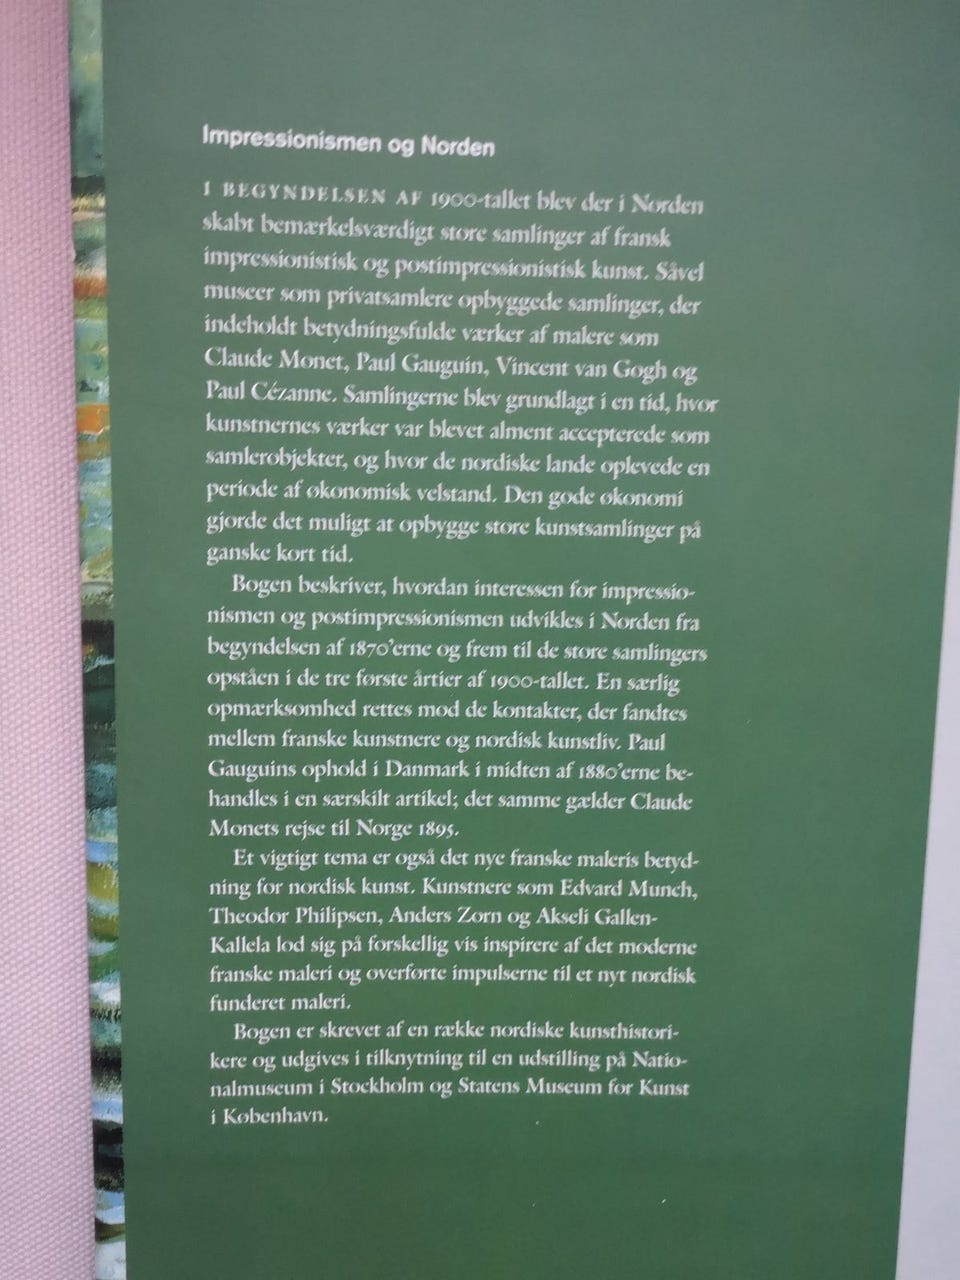 Impressionismen og Norden
I BEGYNDELSEN AF 1900-tallet blev der i Norden
skabt bemærkelsværdigt store samlinger af fransk
impressionistisk og postimpressionistisk kunst. Såvel
museer som privatsamlere opbyggede samlinger, der
indeholdt betydningsfulde værker af malere som
Claude Monet, Paul Gauguin, Vincent van Gogh og
Paul Cézanne. Samlingerne blev grundlagt i en tid, hvor
kunstnernes værker var blevet alment accepterede som
samlerobjekter, og hvor de nordiske lande oplevede en
periode af økonomisk velstand. Den gode økonomi
gjorde det muligt at opbygge store kunstsamlinger på
ganske kort tid.
Bogen beskriver, hvordan interessen for impressio-
nismen og postimpressionismen udvikles i Norden fra
begyndelsen af 1870'erne og frem til de store samlingers
opståen i de tre første årtier af 1900-tallet. En særlig
opmærksomhed rettes mod de kontakter, der fandtes
mellem franske kunstnere og nordisk kunstliv. Paul
Gauguins ophold i Danmark i midten af 1880'erne be-
handles i en særskilt artikel; det samme gælder Claude
Monets rejse til Norge 1895.
Et vigtigt tema er også det nye franske maleris betyd-
ning for nordisk kunst. Kunstnere som Edvard Munch,
Theodor Philipsen, Anders Zorn og Akseli Gallen-
Kallela lod sig på forskellig vis inspirere af det moderne
franske maleri og overførte impulserne til et nyt nordisk
funderet maleri.
Bogen er skrevet af en række nordiske kunsthistori-
kere og udgives i tilknytning til en udstilling på Natio-
nalmuseum i Stockholm og Statens Museum for Kunst
i København.